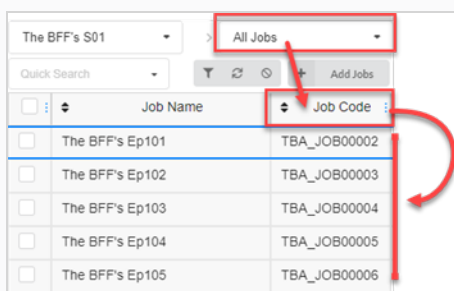 The BFF's S01 > All Jobs
Quick Search + Add Jobs
Job Name Job Code
The BFF's Ep101 TBA_JOB00002
The BFF's Ep102 TBA_JOB00003
The BFF's Ep103 TBA_JOB00004
The BFF's Ep104 TBA_JOB00005
The BFF's Ep105 TBA_JOB00006